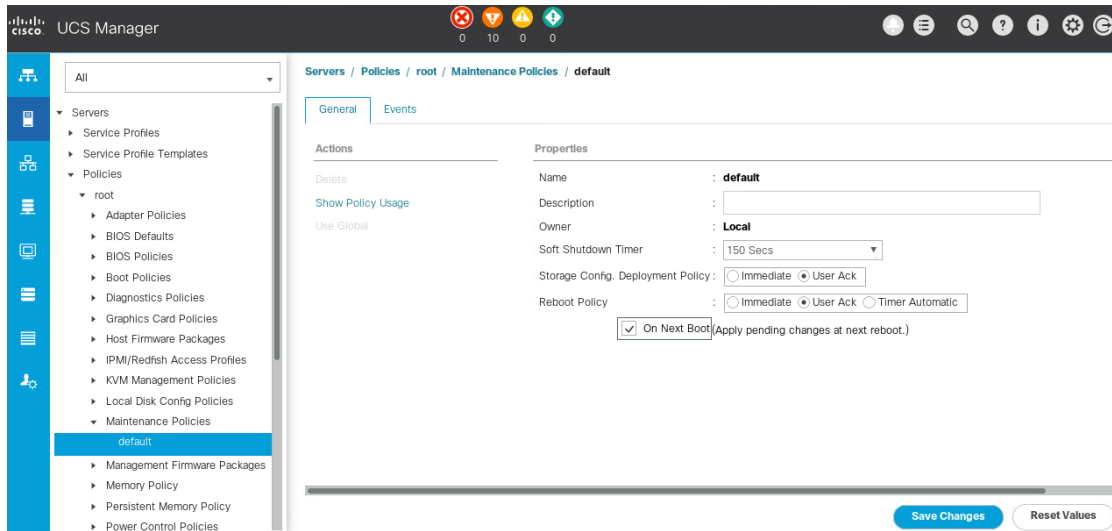 cisco UCS Manager
0 10 0 0
All
Servers
Service Profiles
Service Profile Templates
Policies
root
Adapter Policies
BIOS Defaults
BIOS Policies
Boot Policies
Diagnostics Policies
Graphics Card Policies
Host Firmware Packages
IPMI/Redfish Access Profiles
KVM Management Policies
Local Disk Config Policies
Maintenance Policies
default
Management Firmware Packages
Memory Policy
Persistent Memory Policy
Power Control Policies
Servers / Policies / root / Maintenance Policies / default
General Events
Actions
Delete
Show Policy Usage
Use Global
Properties
Name : default
Description :
Owner : Local
Soft Shutdown Timer : 150 Secs
Storage Config. Deployment Policy : Immediate User Ack
Reboot Policy : Immediate User Ack Timer Automatic
On Next Boot (Apply pending changes at next reboot.)
Save Changes Reset Values